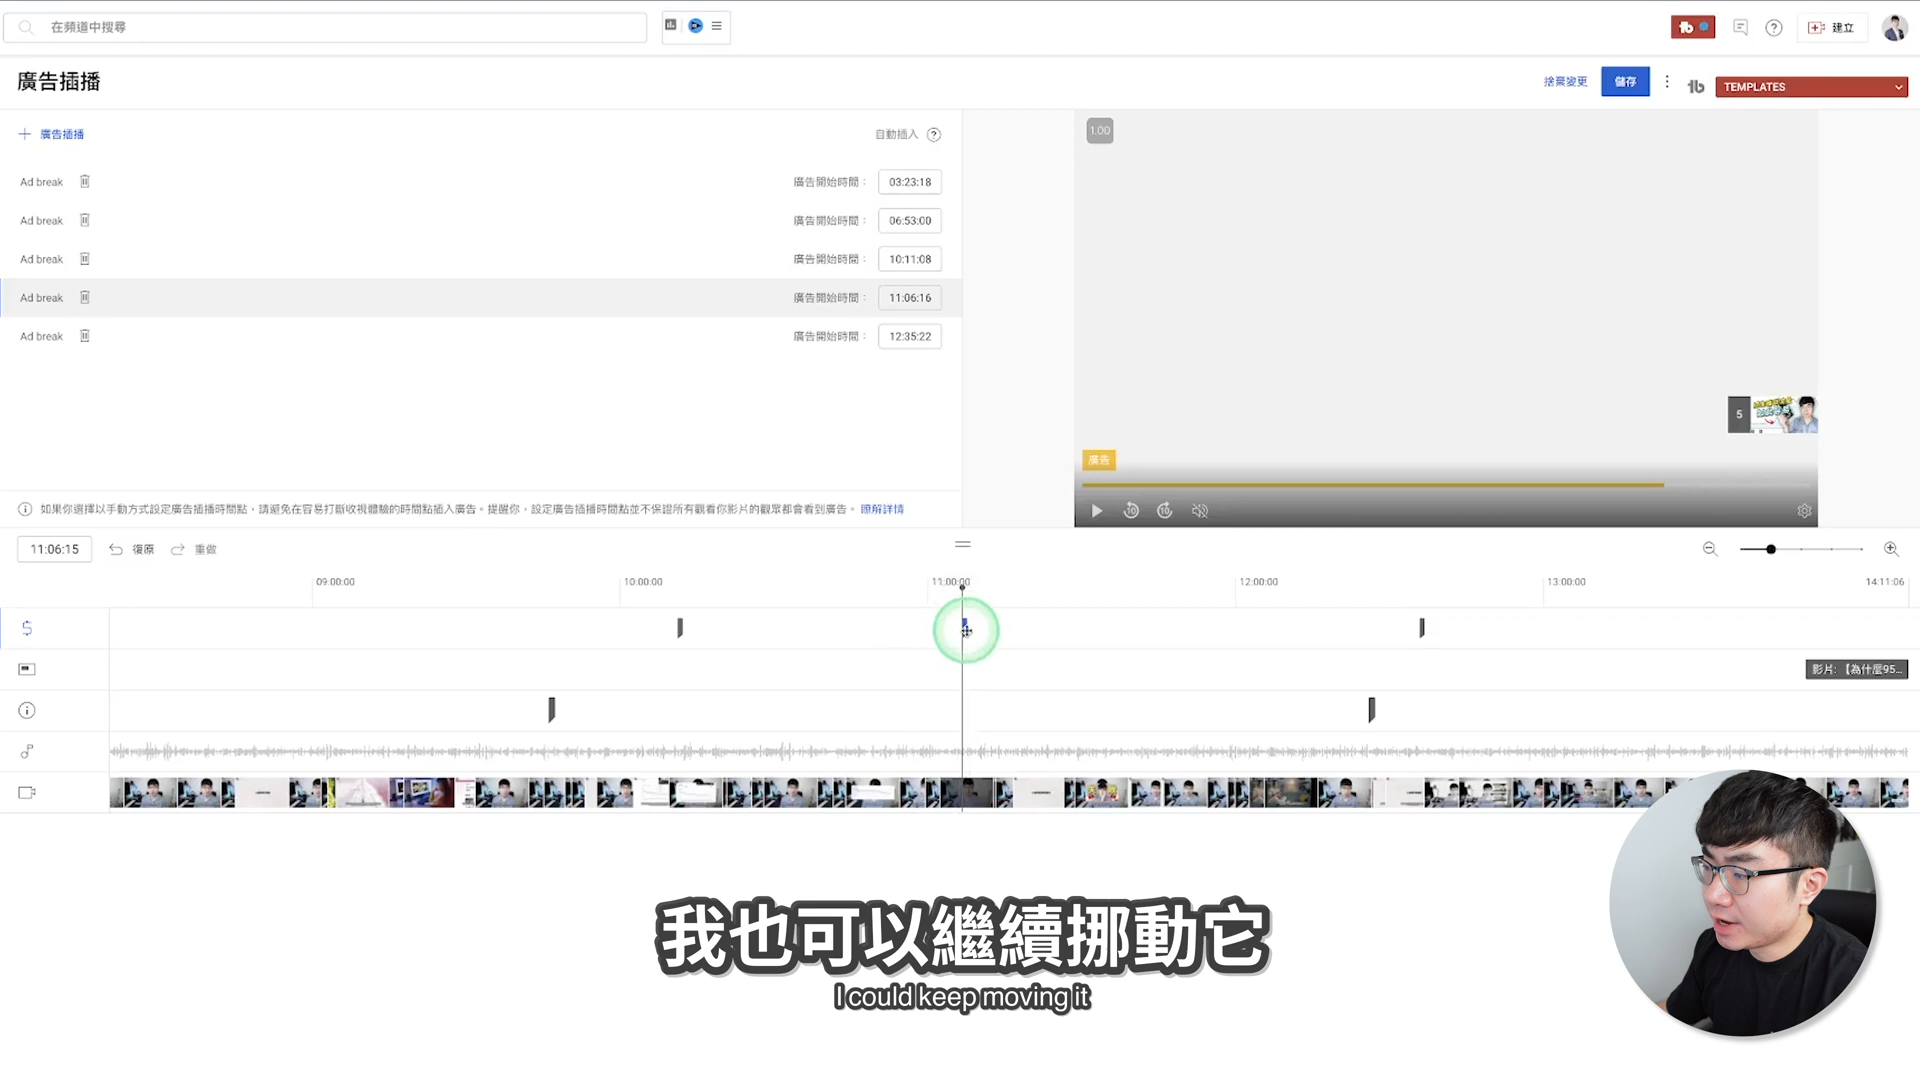 在頻道中搜尋
建立
廣告插播
捨棄變更
儲存
TEMPLATES
廣告插播
自動插入
1.00
Ad break 廣告開始時間： 03:23:18
Ad break 廣告開始時間： 06:53:00
Ad break 廣告開始時間： 10:11:08
Ad break 廣告開始時間： 11:06:16
Ad break 廣告開始時間： 12:35:22
5
廣告
如果你選擇以手動方式設定廣告插播時間點，請避免在容易打斷收視體驗的時間點插入廣告。提醒你，設定廣告插播時間點並不保證所有觀看你影片的觀眾都會看到廣告。 瞭解詳情
11:06:15 復原 重做
09:00:00 10:00:00 11:00:00 12:00:00 13:00:00 14:11:06
影片: 【為什麼95...
我也可以繼續挪動它
I could keep moving it